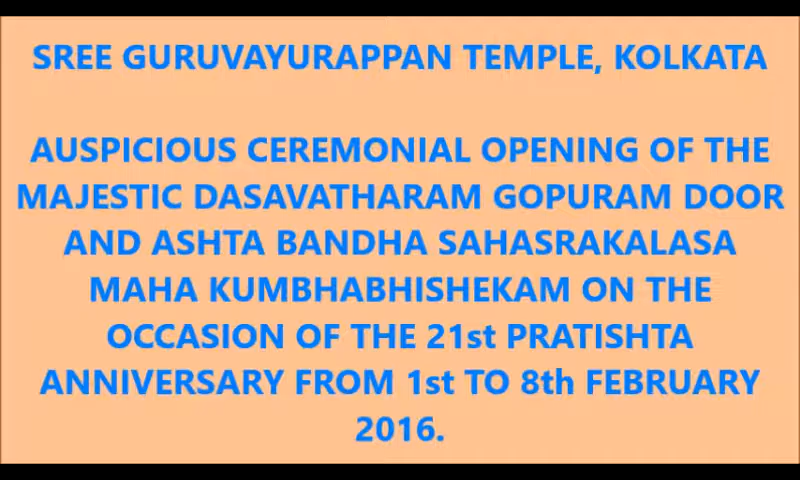 SREE GURUVAYURAPPAN TEMPLE, KOLKATA
AUSPICIOUS CEREMONIAL OPENING OF THE
MAJESTIC DASAVATHARAM GOPURAM DOOR
AND ASHTA BANDHA SAHASRAKALASA
MAHA KUMBHABHISHEKAM ON THE
OCCASION OF THE 21st PRATISHTA
ANNIVERSARY FROM 1st TO 8th FEBRUARY
2016.